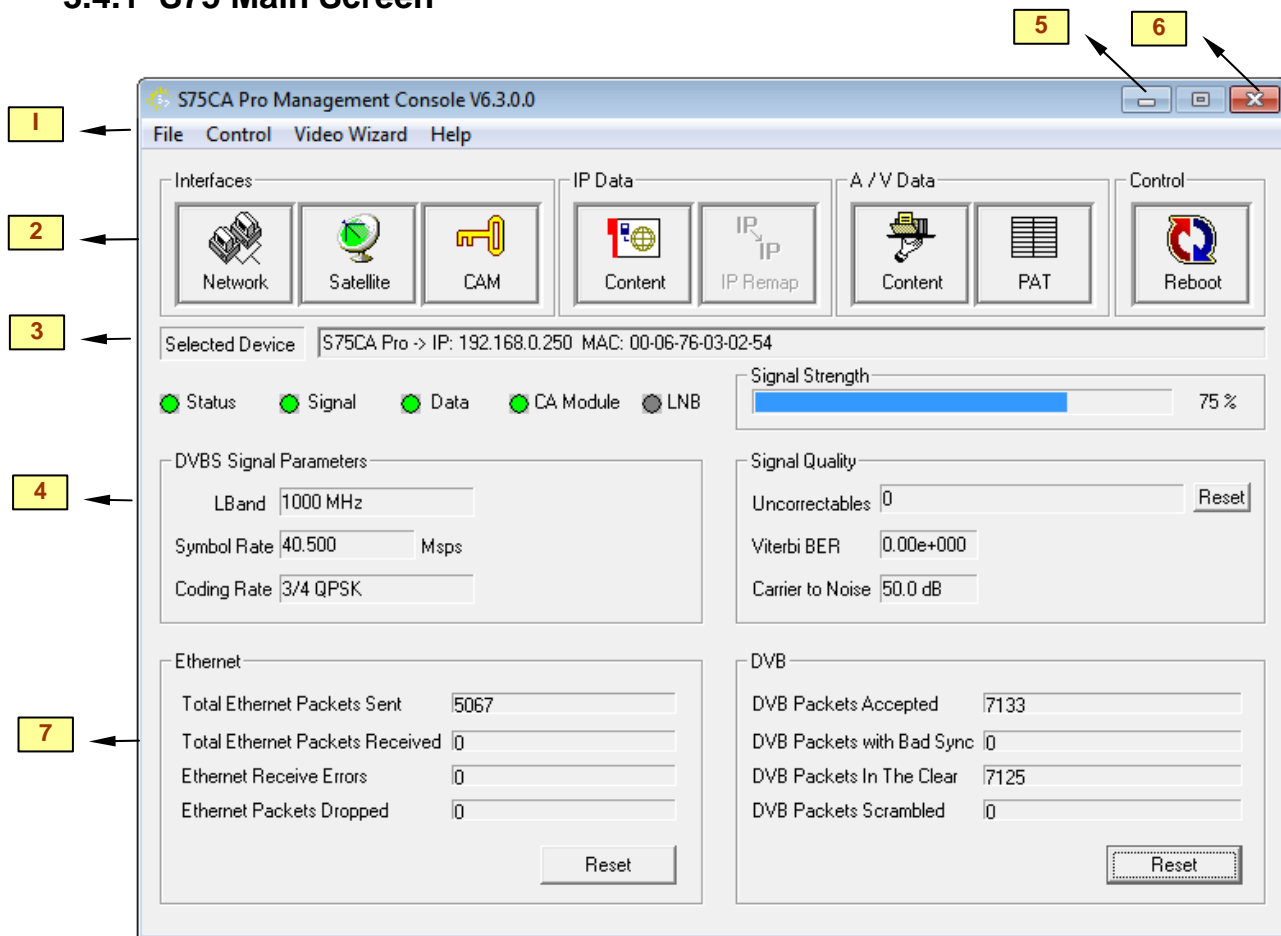 3.4.1 S75 Main Screen
5 6
S75CA Pro Management Console V6.3.0.0
I
File Control Video Wizard Help
Interfaces IP Data A / V Data Control
2
IP
IP
Network Satellite CAM Content IP Remap Content PAT Reboot
3
Selected Device S75CA Pro -> IP: 192.168.0.250 MAC: 00-06-76-03-02-54
Status Signal Data CA Module LNB
Signal Strength
75 %
DVBS Signal Parameters
4
LBand 1000 MHz
Symbol Rate 40.500 Msps
Coding Rate 3/4 QPSK
Signal Quality
Uncorrectables 0 Reset
Viterbi BER 0.00e+000
Carrier to Noise 50.0 dB
Ethernet
Total Ethernet Packets Sent 5067
7
Total Ethernet Packets Received 0
Ethernet Receive Errors 0
Ethernet Packets Dropped 0
Reset
DVB
DVB Packets Accepted 7133
DVB Packets with Bad Sync 0
DVB Packets In The Clear 7125
DVB Packets Scrambled 0
Reset